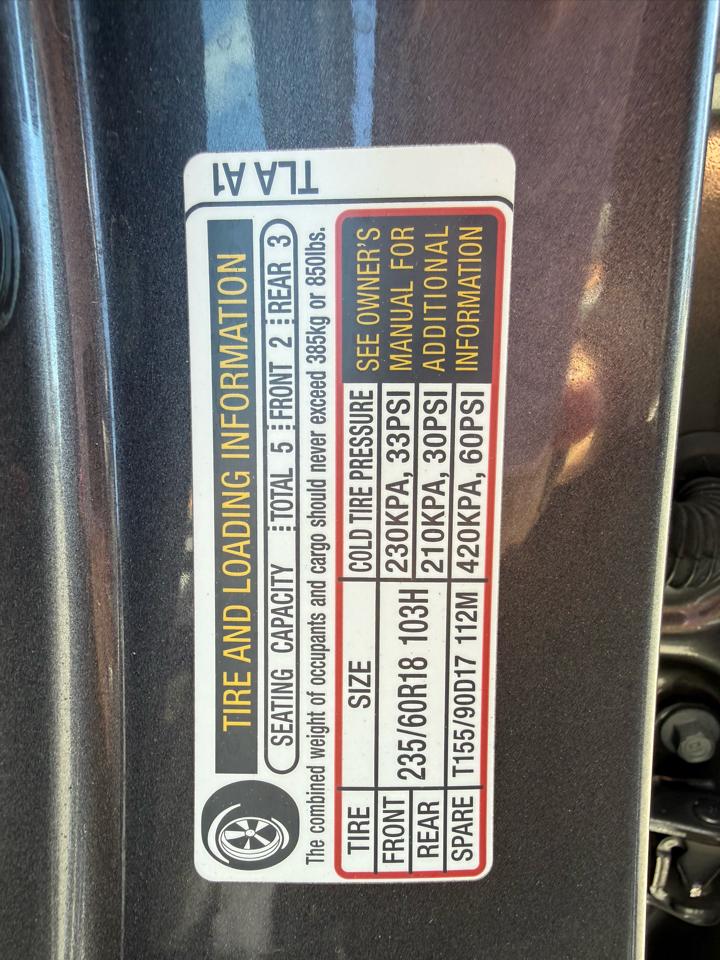 TLA A1
TIRE AND LOADING INFORMATION
SEATING CAPACITY TOTAL 5 FRONT 2 REAR 3
The combined weight of occupants and cargo should never exceed 385kg or 850lbs.
TIRE SIZE COLD TIRE PRESSURE
FRONT 235/60R18 103H 230KPA, 33PSI
REAR 210KPA, 30PSI
SPARE T155/90D17 112M 420KPA, 60PSI
SEE OWNER'S
MANUAL FOR
ADDITIONAL
INFORMATION